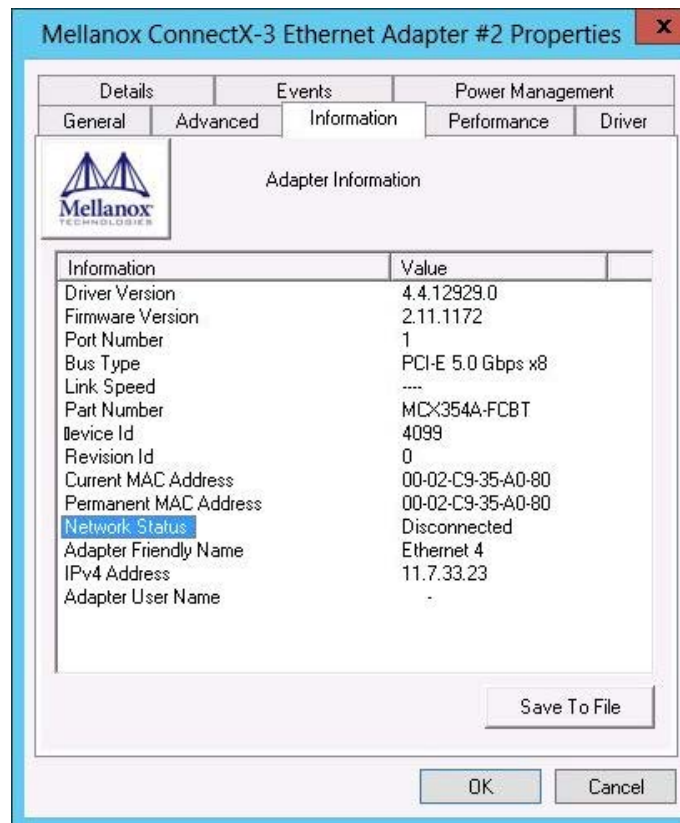 Mellanox ConnectX-3 Ethernet Adapter #2 Properties x
Details Events Power Management
General Advanced Information Performance Driver
Mellanox
TECHNOLOGIES
Adapter Information
Information Value
Driver Version 4.4.12929.0
Firmware Version 2.11.1172
Port Number 1
Bus Type PCI-E 5.0 Gbps x8
Link Speed ----
Part Number MCX354A-FCBT
Device Id 4099
Revision Id 0
Current MAC Address 00-02-C9-35-A0-80
Permanent MAC Address 00-02-C9-35-A0-80
Network Status Disconnected
Adapter Friendly Name Ethernet 4
IPv4 Address 11.7.33.23
Adapter User Name -
Save To File
OK Cancel